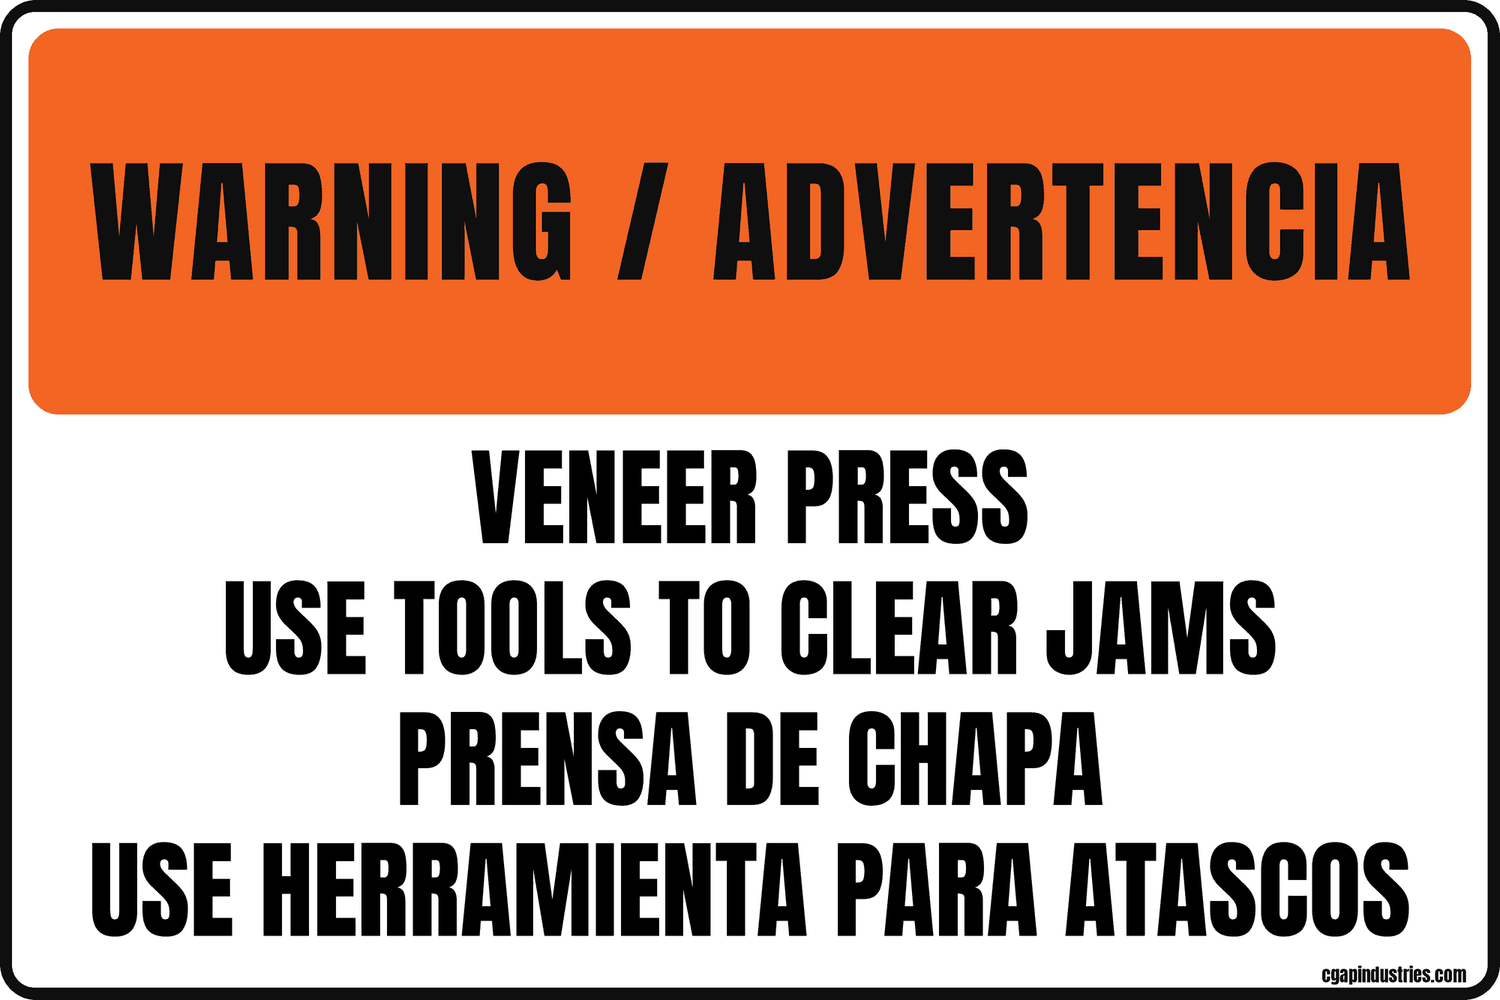 WARNING / ADVERTENCIA
VENEER PRESS
USE TOOLS TO CLEAR JAMS
PRENSA DE CHAPA
USE HERRAMIENTA PARA ATASCOS
cgapindustries.com